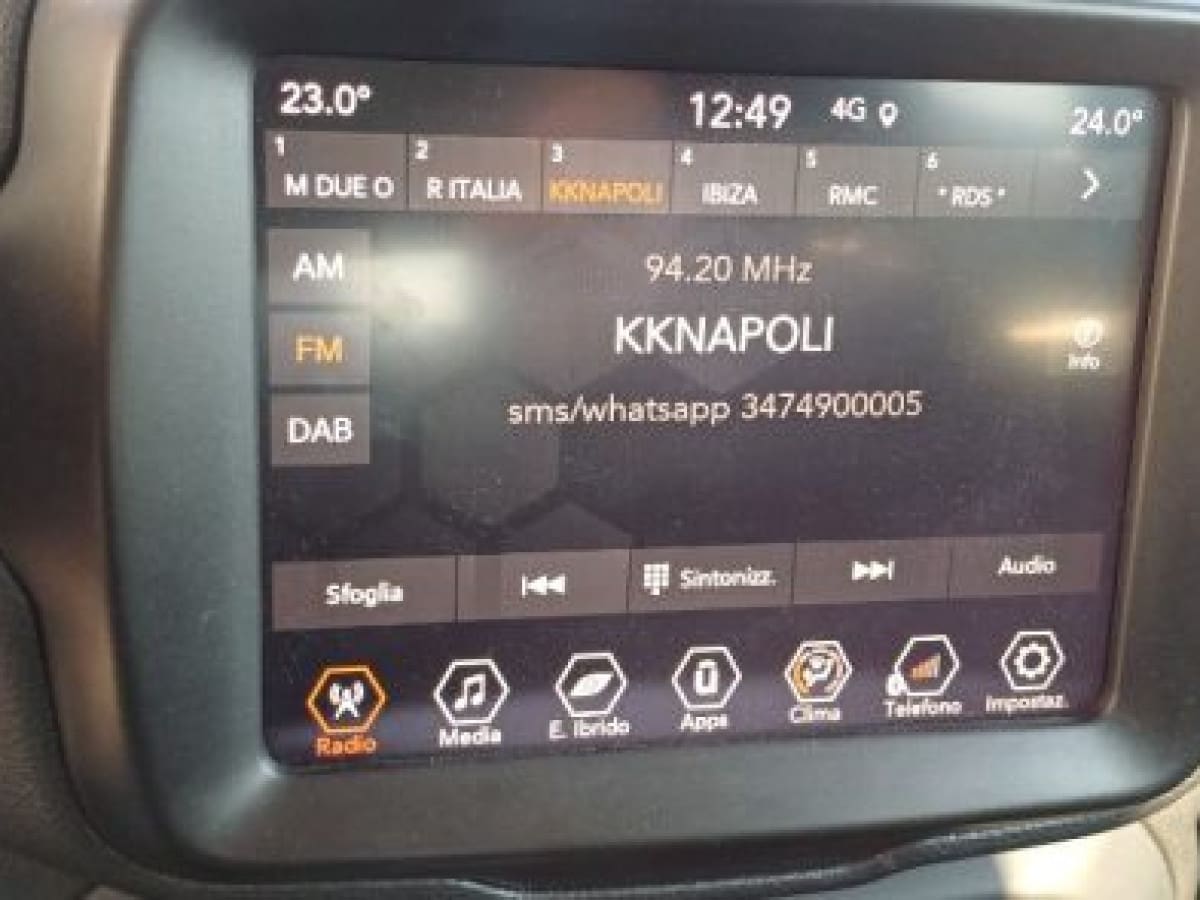 23.0° 12:49 4G 24.0°
1 2 3 4 5 6
M DUE O R ITALIA KKNAPOLI IBIZA RMC * RDS *
AM
94.20 MHz
KKNAPOLI
FM
Info
sms/whatsapp 3474900005
DAB
Sfoglia Sintonizz. Audio
Radio Media E. Ibrido Apps Clima Telefono Impostaz.